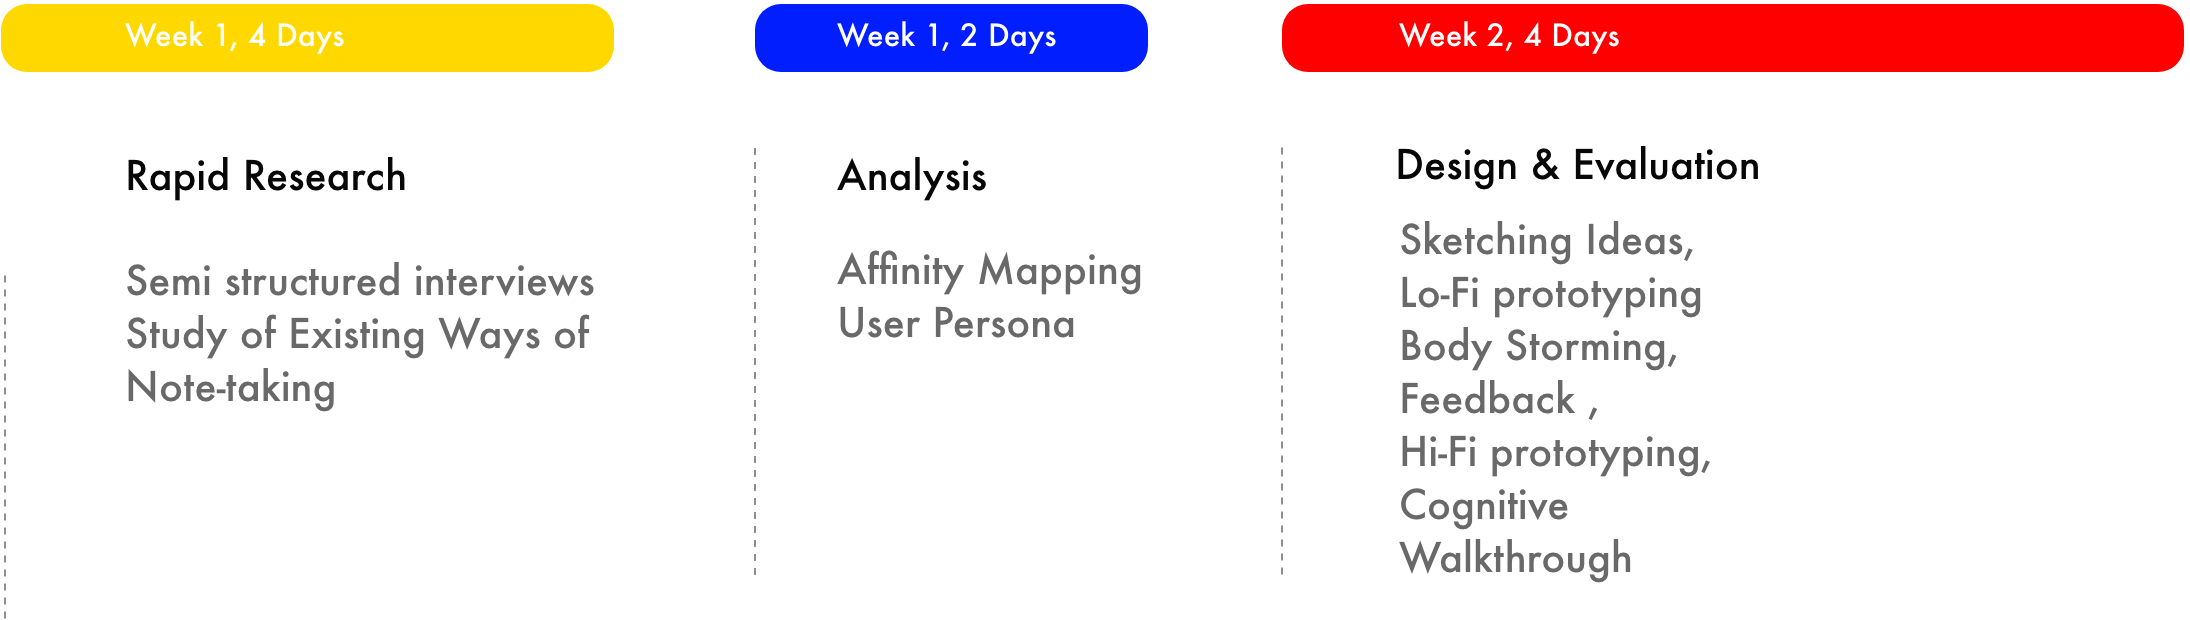 Week 1, 4 Days
Rapid Research
Semi structured interviews
Study of Existing Ways of
Note-taking
Week 1, 2 Days
Analysis
Affinity Mapping
User Persona
Week 2, 4 Days
Design & Evaluation
Sketching Ideas,
Lo-Fi prototyping
Body Storming,
Feedback ,
Hi-Fi prototyping,
Cognitive
Walkthrough